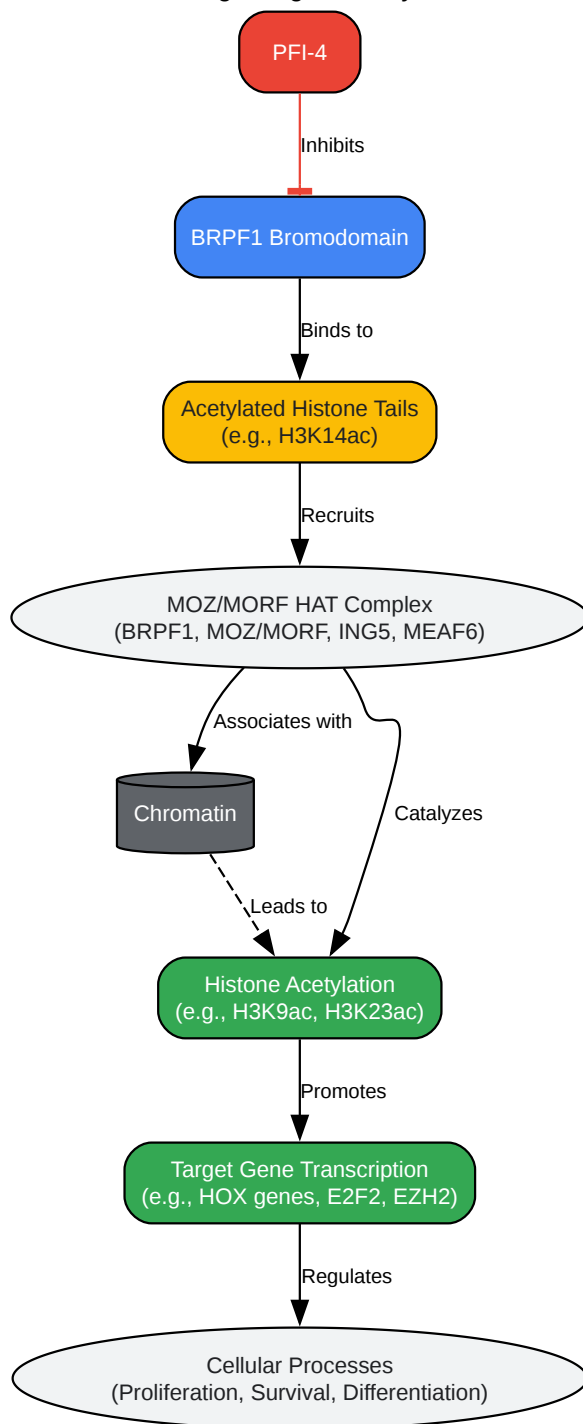 PFI-4
Inhibits
BRPF1 Bromodomain
Binds to
Acetylated Histone Tails
(e.g., H3K14ac)
Recruits
MOZ/MORF HAT Complex
(BRPF1, MOZ/MORF, ING5, MEAF6)
Associates with
Chromatin
Catalyzes
Leads to
Histone Acetylation
(e.g., H3K9ac, H3K23ac)
Promotes
Target Gene Transcription
(e.g., HOX genes, E2F2, EZH2)
Regulates
Cellular Processes
(Proliferation, Survival, Differentiation)